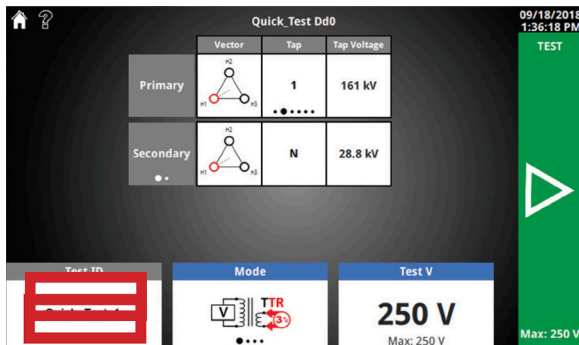 Quick_Test Dd0
09/18/2018
1:36:18 PM
TEST
Vector Tap Tap Voltage
Primary H2 H1 H3 1 161 kV
Secondary H2 H1 H3 N 28.8 kV
Test ID Mode Test V
V TTR 3~
250 V
Max: 250 V
Max: 250 V